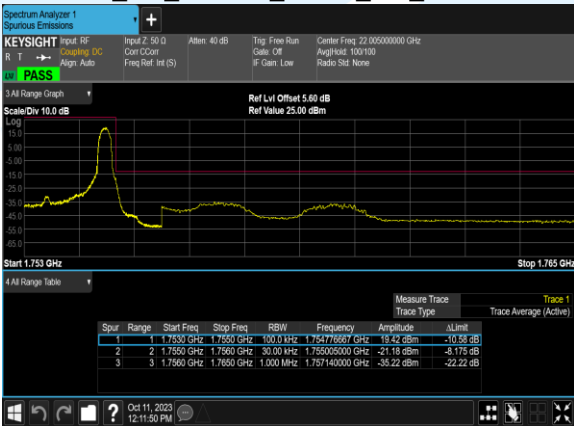 Spectrum Analyzer 1
Spurious Emissions
+
KEYSIGHT Input: RF Input Z: 50 Ω Atten: 40 dB Trig: Free Run Center Freq: 22.005000000 GHz
R T Coupling: DC Corr CCorr Gate: Off Avg|Hold: 100/100
Align: Auto Freq Ref: Int (S) IF Gain: Low Radio Std: None
LXI PASS
3 All Range Graph
Ref Lvl Offset 5.60 dB
Scale/Div 10.0 dB Ref Value 25.00 dBm
Log
15.0
5.00
-5.00
-15.0
-25.0
-35.0
-45.0
-55.0
-65.0
Start 1.753 GHz Stop 1.765 GHz
4 All Range Table
Measure Trace Trace 1
Trace Type Trace Average (Active)
Spur Range Start Freq Stop Freq RBW Frequency Amplitude ΔLimit
1 1 1.7530 GHz 1.7550 GHz 100.0 kHz 1.754776667 GHz 19.42 dBm -10.58 dB
2 2 1.7550 GHz 1.7560 GHz 30.00 kHz 1.755005000 GHz -21.18 dBm -8.175 dB
3 3 1.7560 GHz 1.7650 GHz 1.000 MHz 1.757140000 GHz -35.22 dBm -22.22 dB
? Oct 11, 2023
12:11:50 PM